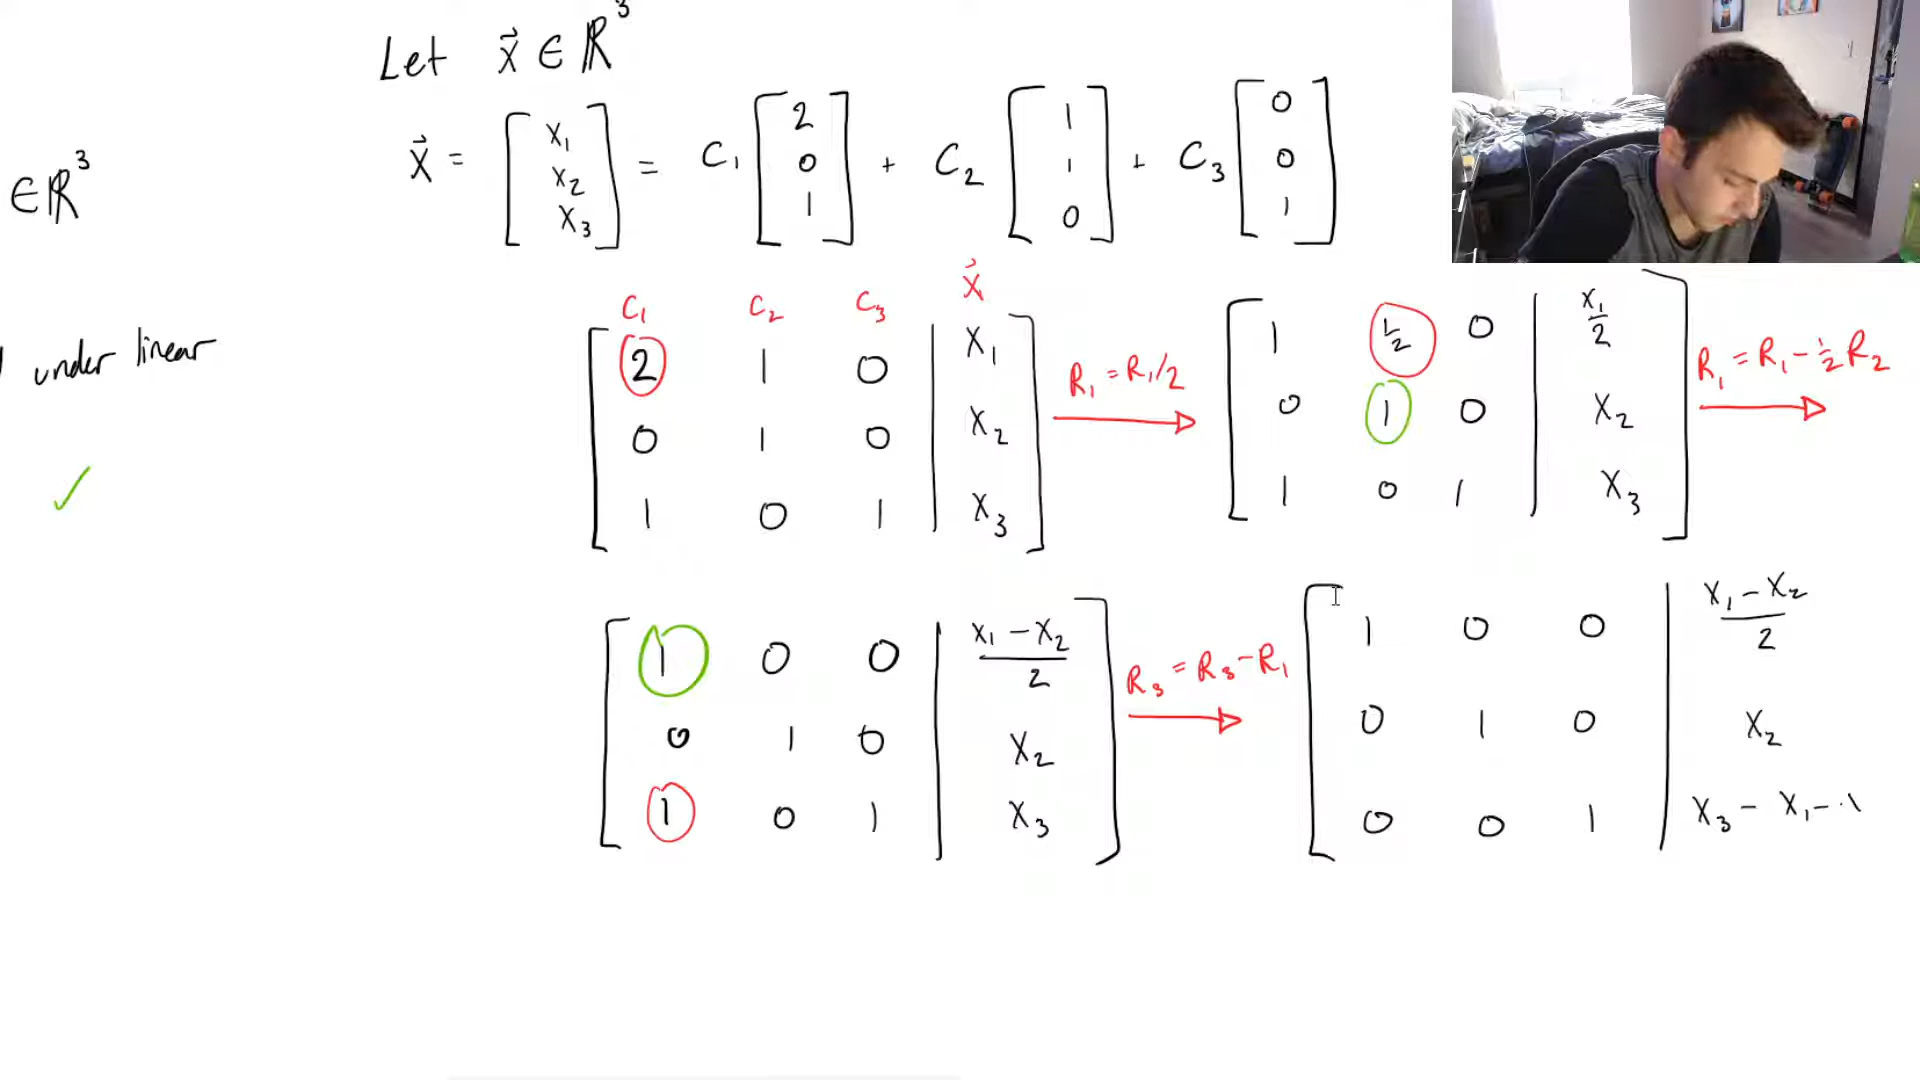 Let x⃗ ∈ ℝ³
∈ ℝ³
x⃗ = [x₁ x₂ x₃] = C₁ [2 0 1] + C₂ [1 1 0] + C₃ [0 0 1]
under linear
✓
C₁ C₂ C₃ x⃗
[2 1 0 | x₁]
[0 1 0 | x₂]
[1 0 1 | x₃]
R₁ = R₁/2
[1 1/2 0 | x₁/2]
[0 1 0 | x₂]
[1 0 1 | x₃]
R₁ = R₁ - 1/2 R₂
[1 0 0 | (x₁ - x₂)/2]
[0 1 0 | x₂]
[1 0 1 | x₃]
R₃ = R₃ - R₁
[1 0 0 | (x₁ - x₂)/2
[0 1 0 | x₂
[0 0 1 | x₃ - x₁ -